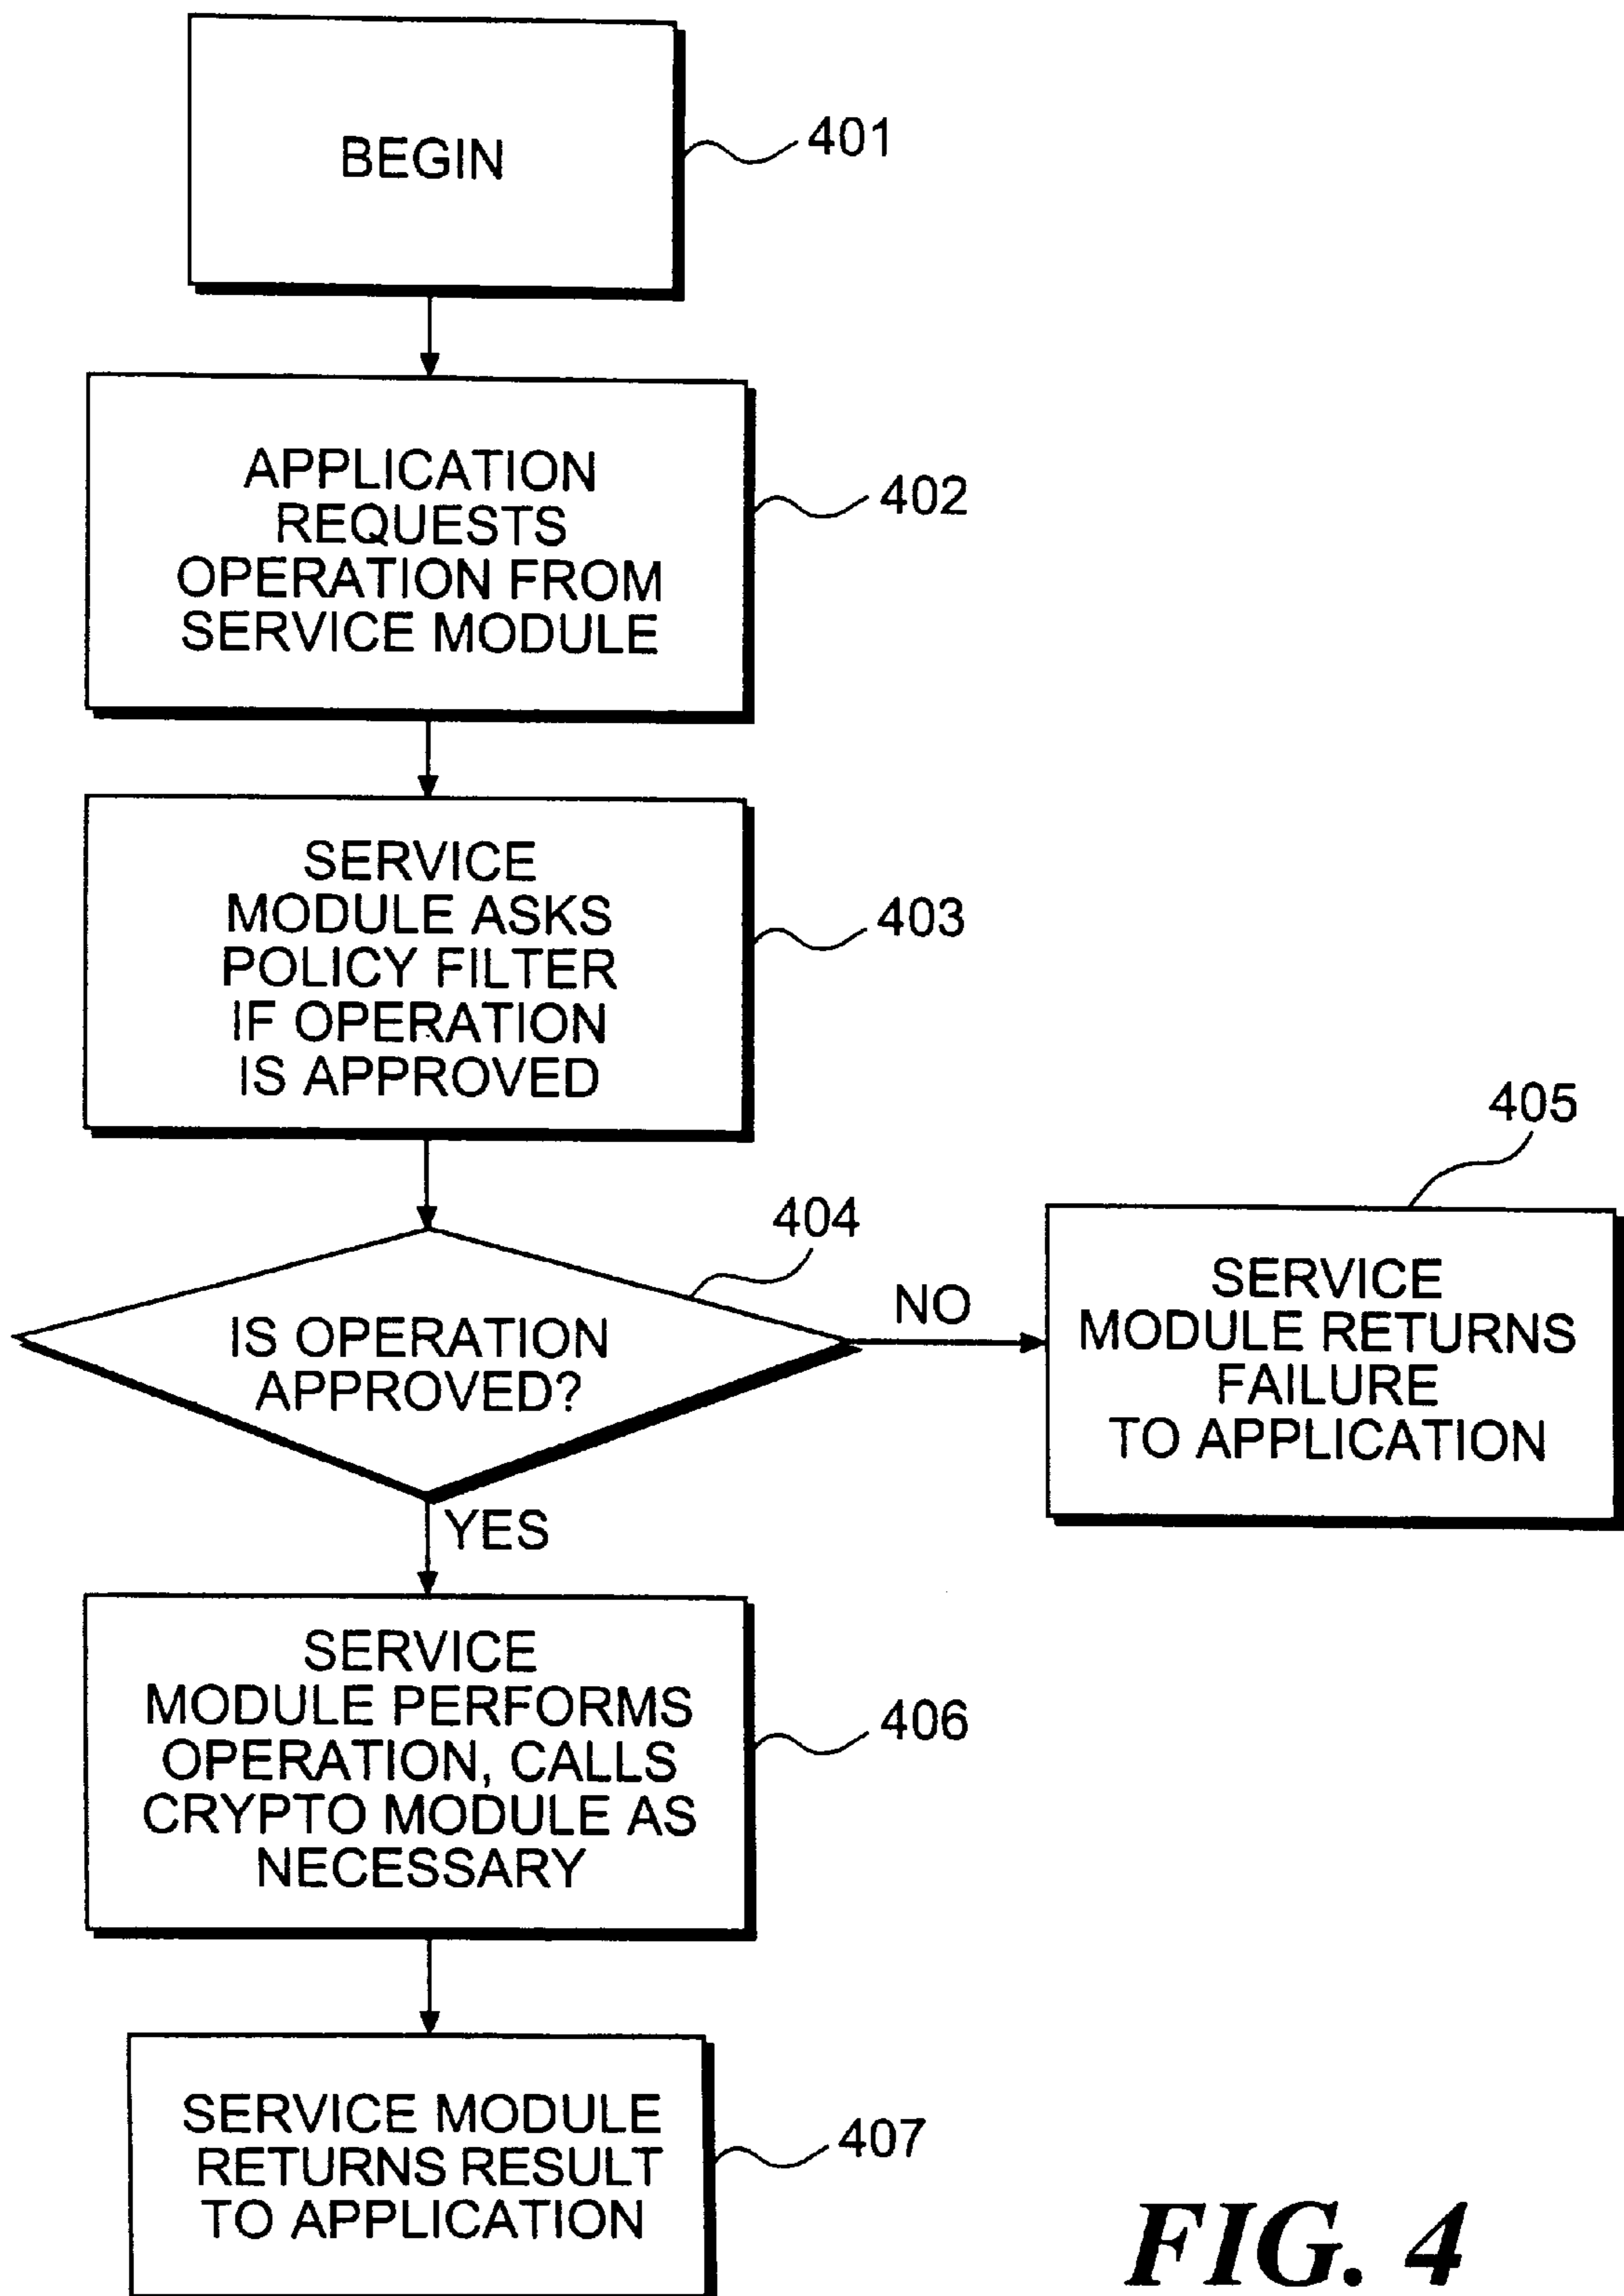 BEGIN
401
APPLICATION
REQUESTS
OPERATION FROM
SERVICE MODULE
402
SERVICE
MODULE ASKS
POLICY FILTER
IF OPERATION
IS APPROVED
403
404
IS OPERATION
APPROVED?
NO
405
SERVICE
MODULE RETURNS
FAILURE
TO APPLICATION
YES
SERVICE
MODULE PERFORMS
OPERATION, CALLS
CRYPTO MODULE AS
NECESSARY
406
SERVICE MODULE
RETURNS RESULT
TO APPLICATION
407
FIG. 4